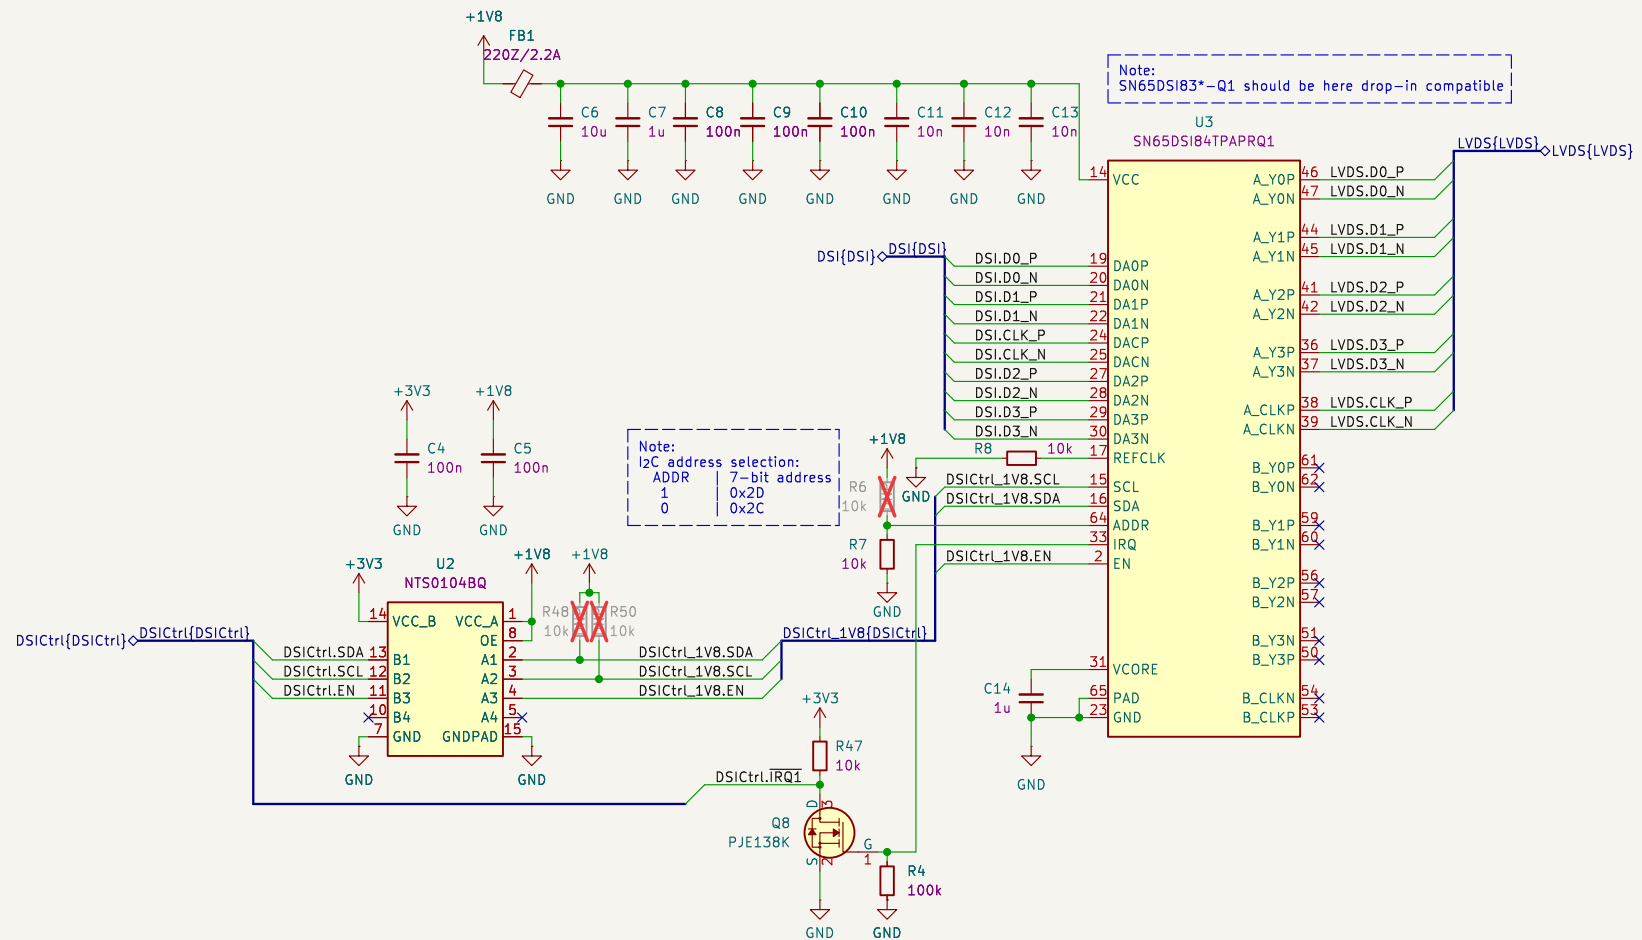 +1V8
FB1
220Z/2.2A
C6
10u
GND
C7
1u
GND
C8
100n
GND
C9
100n
GND
C10
100n
GND
C11
10n
GND
C12
10n
GND
C13
10n
GND
Note:
SN65DSI83*-Q1 should be here drop-in compatible
U3
SN65DSI84TPAPRQ1
LVDS{LVDS}
LVDS{LVDS}
14 VCC
A_Y0P 46 LVDS.D0_P
A_Y0N 47 LVDS.D0_N
A_Y1P 44 LVDS.D1_P
A_Y1N 45 LVDS.D1_N
A_Y2P 41 LVDS.D2_P
A_Y2N 42 LVDS.D2_N
A_Y3P 36 LVDS.D3_P
A_Y3N 37 LVDS.D3_N
A_CLKP 38 LVDS.CLK_P
A_CLKN 39 LVDS.CLK_N
B_Y0P 61
B_Y0N 62
B_Y1P 59
B_Y1N 60
B_Y2P 56
B_Y2N 57
B_Y3N 51
B_Y3P 50
B_CLKN 54
B_CLKP 53
DSI{DSI}
DSI{DSI}
DSI.D0_P 19 DA0P
DSI.D0_N 20 DA0N
DSI.D1_P 21 DA1P
DSI.D1_N 22 DA1N
DSI.CLK_P 24 DACP
DSI.CLK_N 25 DACN
DSI.D2_P 27 DA2P
DSI.D2_N 28 DA2N
DSI.D3_P 29 DA3P
DSI.D3_N 30 DA3N
R8 10k 17 REFCLK
GND
DSICtrl_1V8.SCL 15 SCL
DSICtrl_1V8.SDA 16 SDA
64 ADDR
33 IRQ
DSICtrl_1V8.EN 2 EN
31 VCORE
65 PAD
23 GND
C14
1u
GND
+1V8
R6
10k
R7
10k
GND
Note:
I2C address selection:
ADDR | 7-bit address
1 | 0x2D
0 | 0x2C
+3V3
C4
100n
GND
+1V8
C5
100n
GND
+3V3
U2
NTS0104BQ
+1V8
+1V8
R48
10k
R50
10k
14 VCC_B VCC_A 1
OE 8
DSICtrl{DSICtrl}
DSICtrl{DSICtrl}
DSICtrl.SDA 13 B1 A1 2 DSICtrl_1V8.SDA
DSICtrl.SCL 12 B2 A2 3 DSICtrl_1V8.SCL
DSICtrl.EN 11 B3 A3 4 DSICtrl_1V8.EN
10 B4 A4 5
7 GND GNDPAD 15
GND
GND
DSICtrl_1V8{DSICtrl}
+3V3
R47
10k
DSICtrl.IRQ1
D 3
Q8
PJE138K
G
1
S 2
GND
R4
100k
GND